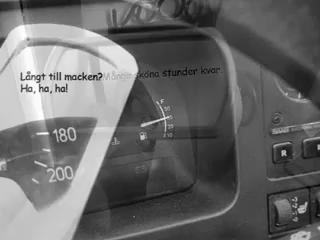 Långt till macken? Många sköna stunder kvar.
Ha, ha, ha!
180
200
F
R
R